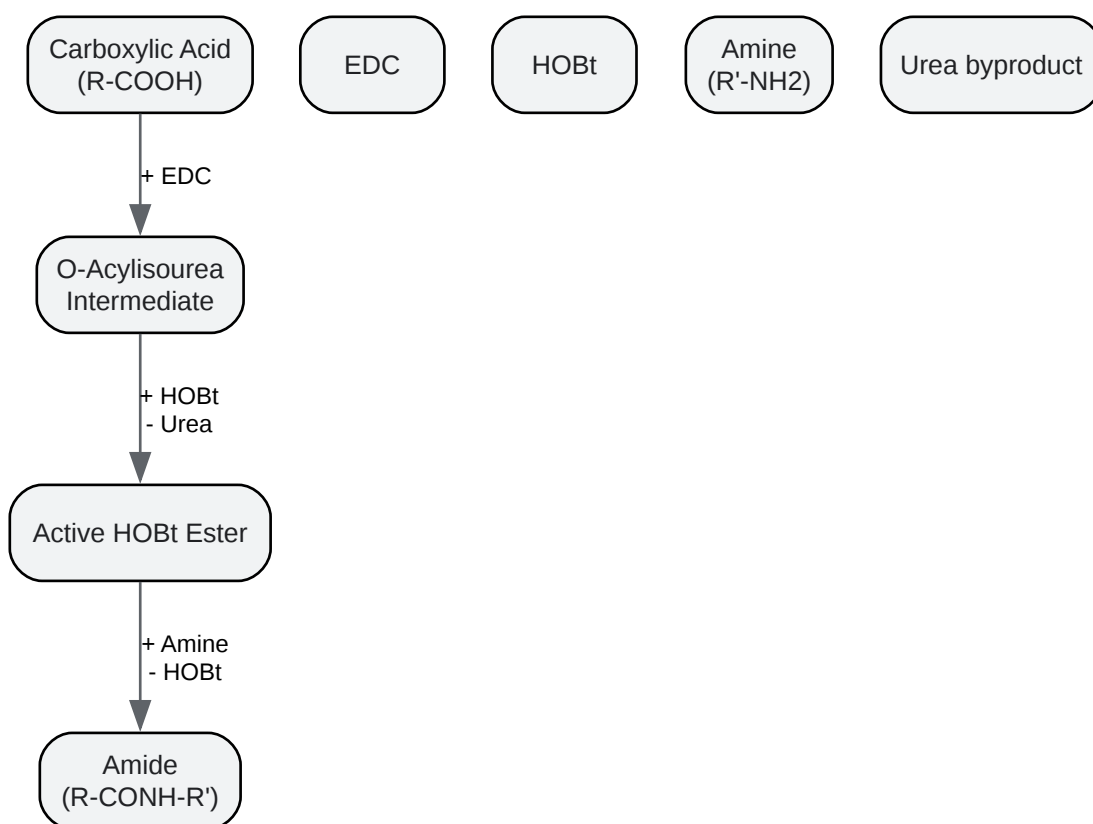 Carboxylic Acid
(R-COOH)
EDC
HOBt
Amine
(R'-NH2)
Urea byproduct
+ EDC
O-Acylisourea
Intermediate
+ HOBt
- Urea
Active HOBt Ester
+ Amine
- HOBt
Amide
(R-CONH-R')